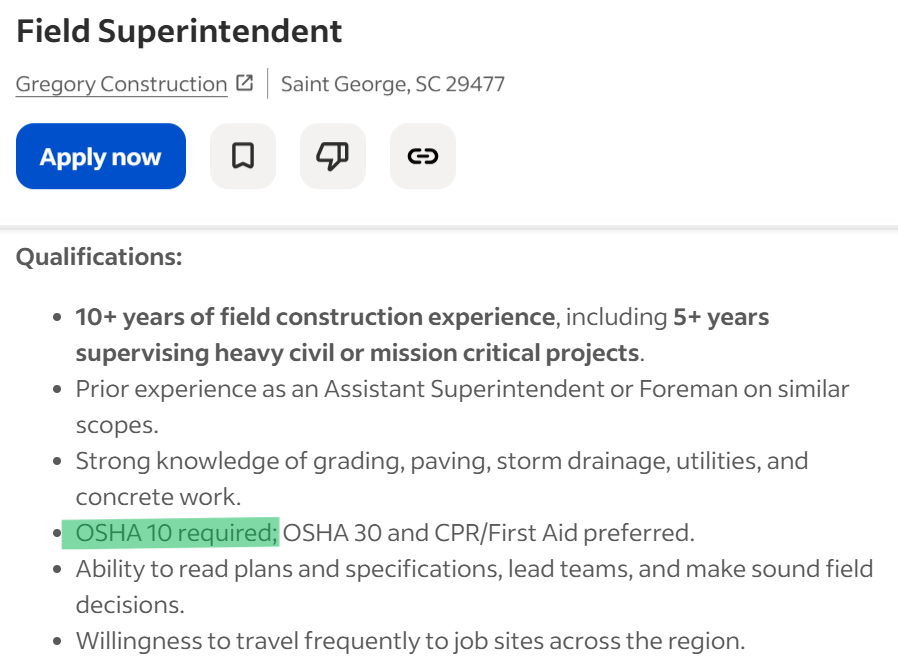 Field Superintendent
Gregory Construction Saint George, SC 29477
Apply now
Qualifications:
10+ years of field construction experience, including 5+ years
supervising heavy civil or mission critical projects.
Prior experience as an Assistant Superintendent or Foreman on similar
scopes.
Strong knowledge of grading, paving, storm drainage, utilities, and
concrete work.
OSHA 10 required; OSHA 30 and CPR/First Aid preferred.
Ability to read plans and specifications, lead teams, and make sound field
decisions.
Willingness to travel frequently to job sites across the region.